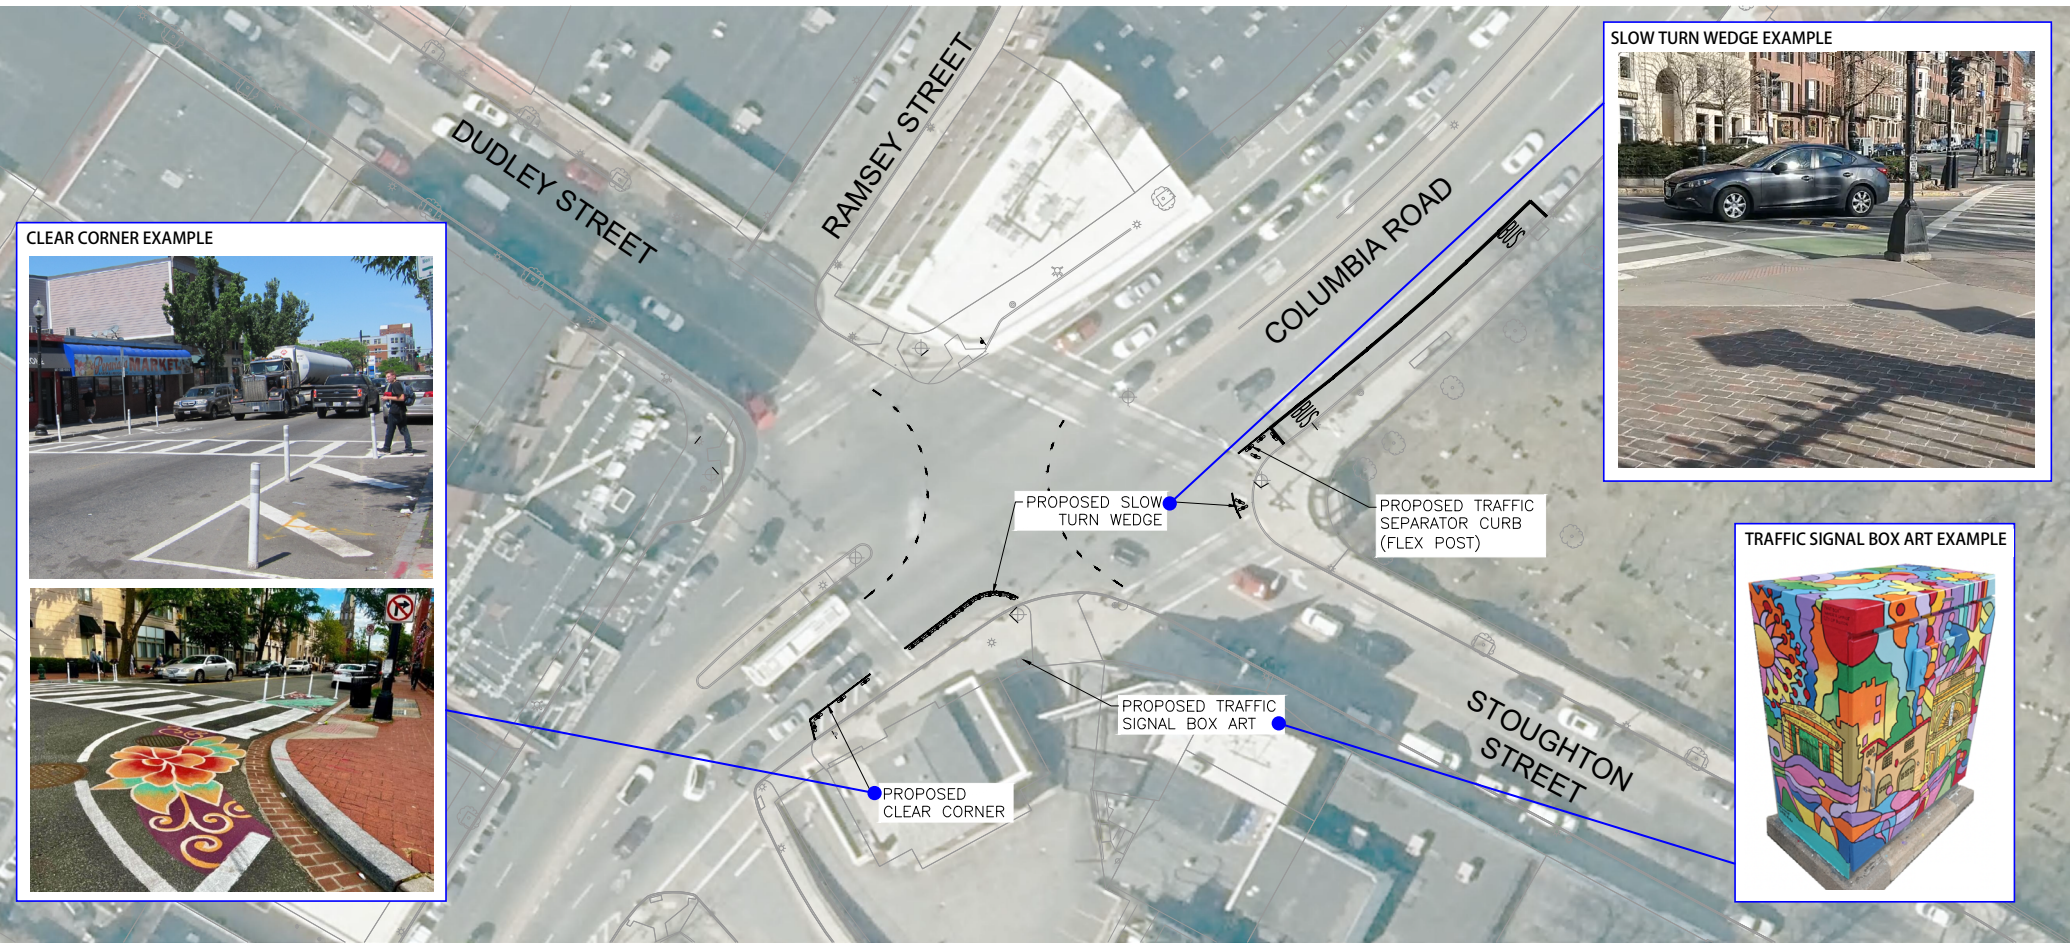 SLOW TURN WEDGE EXAMPLE
DUDLEY STREET
RAMSEY STREET
COLUMBIA ROAD
BUS
BUS
CLEAR CORNER EXAMPLE
MARKET
PROPOSED SLOW
TURN WEDGE
PROPOSED TRAFFIC
SEPARATOR CURB
(FLEX POST)
TRAFFIC SIGNAL BOX ART EXAMPLE
PROPOSED TRAFFIC
SIGNAL BOX ART
STOUGHTON
STREET
PROPOSED
CLEAR CORNER